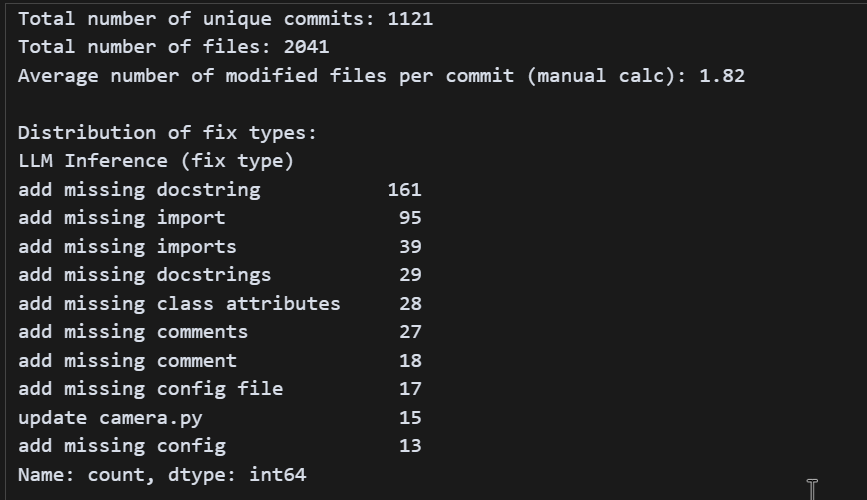 Total number of unique commits: 1121
Total number of files: 2041
Average number of modified files per commit (manual calc): 1.82
Distribution of fix types:
LLM Inference (fix type)
add missing docstring 161
add missing import 95
add missing imports 39
add missing docstrings 29
add missing class attributes 28
add missing comments 27
add missing comment 18
add missing config file 17
update camera.py 15
add missing config 13
Name: count, dtype: int64